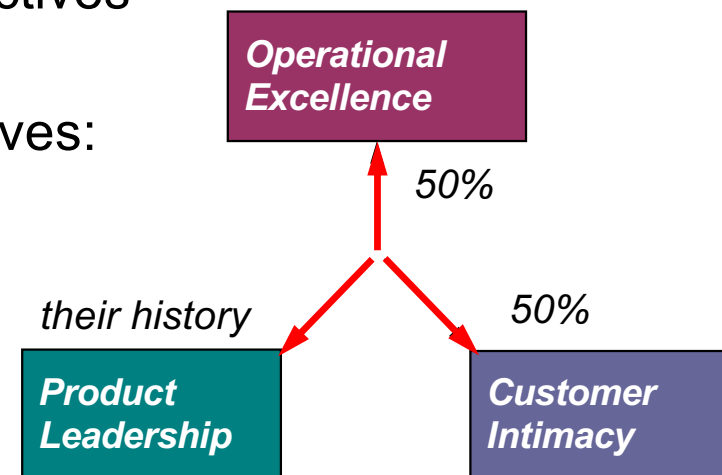 Operational
Excellence
50%
their history
50%
Product
Leadership
Customer
Intimacy